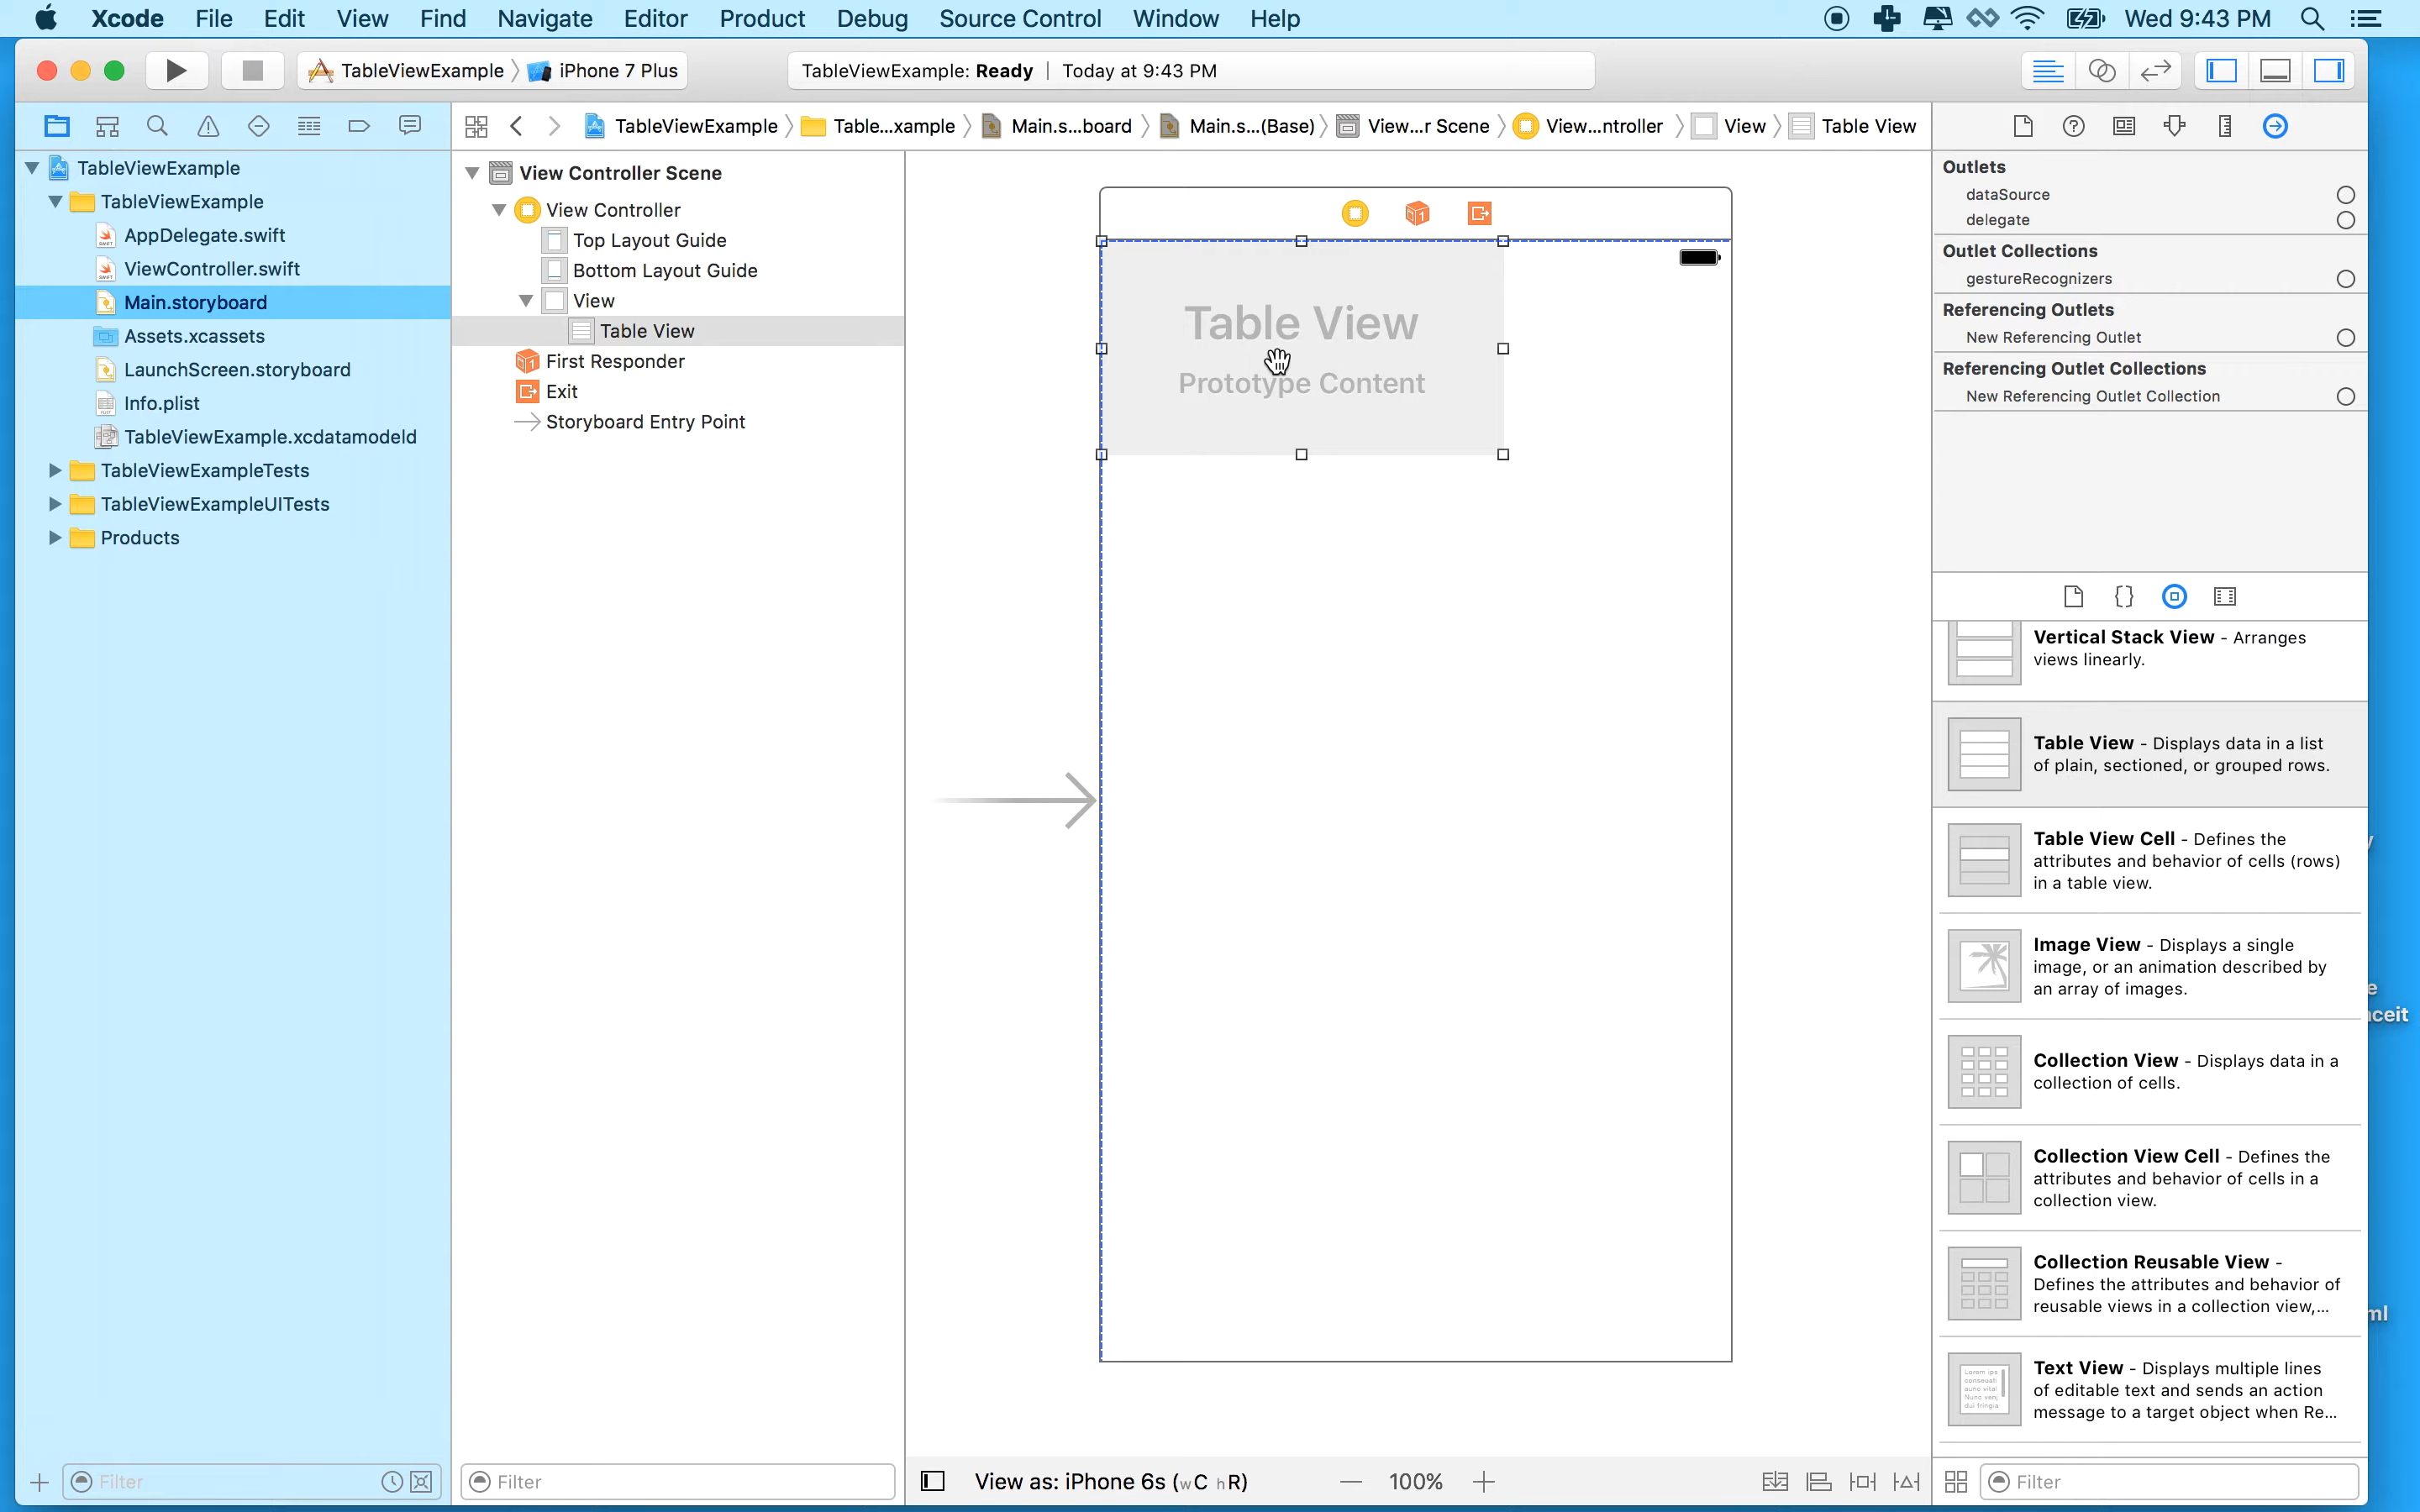 Xcode File Edit View Find Navigate Editor Product Debug Source Control Window Help Wed 9:43 PM
TableViewExample iPhone 7 Plus TableViewExample: Ready | Today at 9:43 PM
TableViewExample Table...xample Main.s...board Main.s...(Base) View...r Scene View...ntroller View Table View
TableViewExample
TableViewExample
AppDelegate.swift
ViewController.swift
Main.storyboard
Assets.xcassets
LaunchScreen.storyboard
Info.plist
TableViewExample.xcdatamodeld
TableViewExampleTests
TableViewExampleUITests
Products
Filter
View Controller Scene
View Controller
Top Layout Guide
Bottom Layout Guide
View
Table View
First Responder
Exit
Storyboard Entry Point
Filter
Table View
Prototype Content
View as: iPhone 6s (wC hR) 100%
Outlets
dataSource
delegate
Outlet Collections
gestureRecognizers
Referencing Outlets
New Referencing Outlet
Referencing Outlet Collections
New Referencing Outlet Collection
Vertical Stack View - Arranges
views linearly.
Table View - Displays data in a list
of plain, sectioned, or grouped rows.
Table View Cell - Defines the
attributes and behavior of cells (rows)
in a table view.
Image View - Displays a single
image, or an animation described by
an array of images.
Collection View - Displays data in a
collection of cells.
Collection View Cell - Defines the
attributes and behavior of cells in a
collection view.
Collection Reusable View -
Defines the attributes and behavior of
reusable views in a collection view,...
Text View - Displays multiple lines
of editable text and sends an action
message to a target object when Re...
Filter